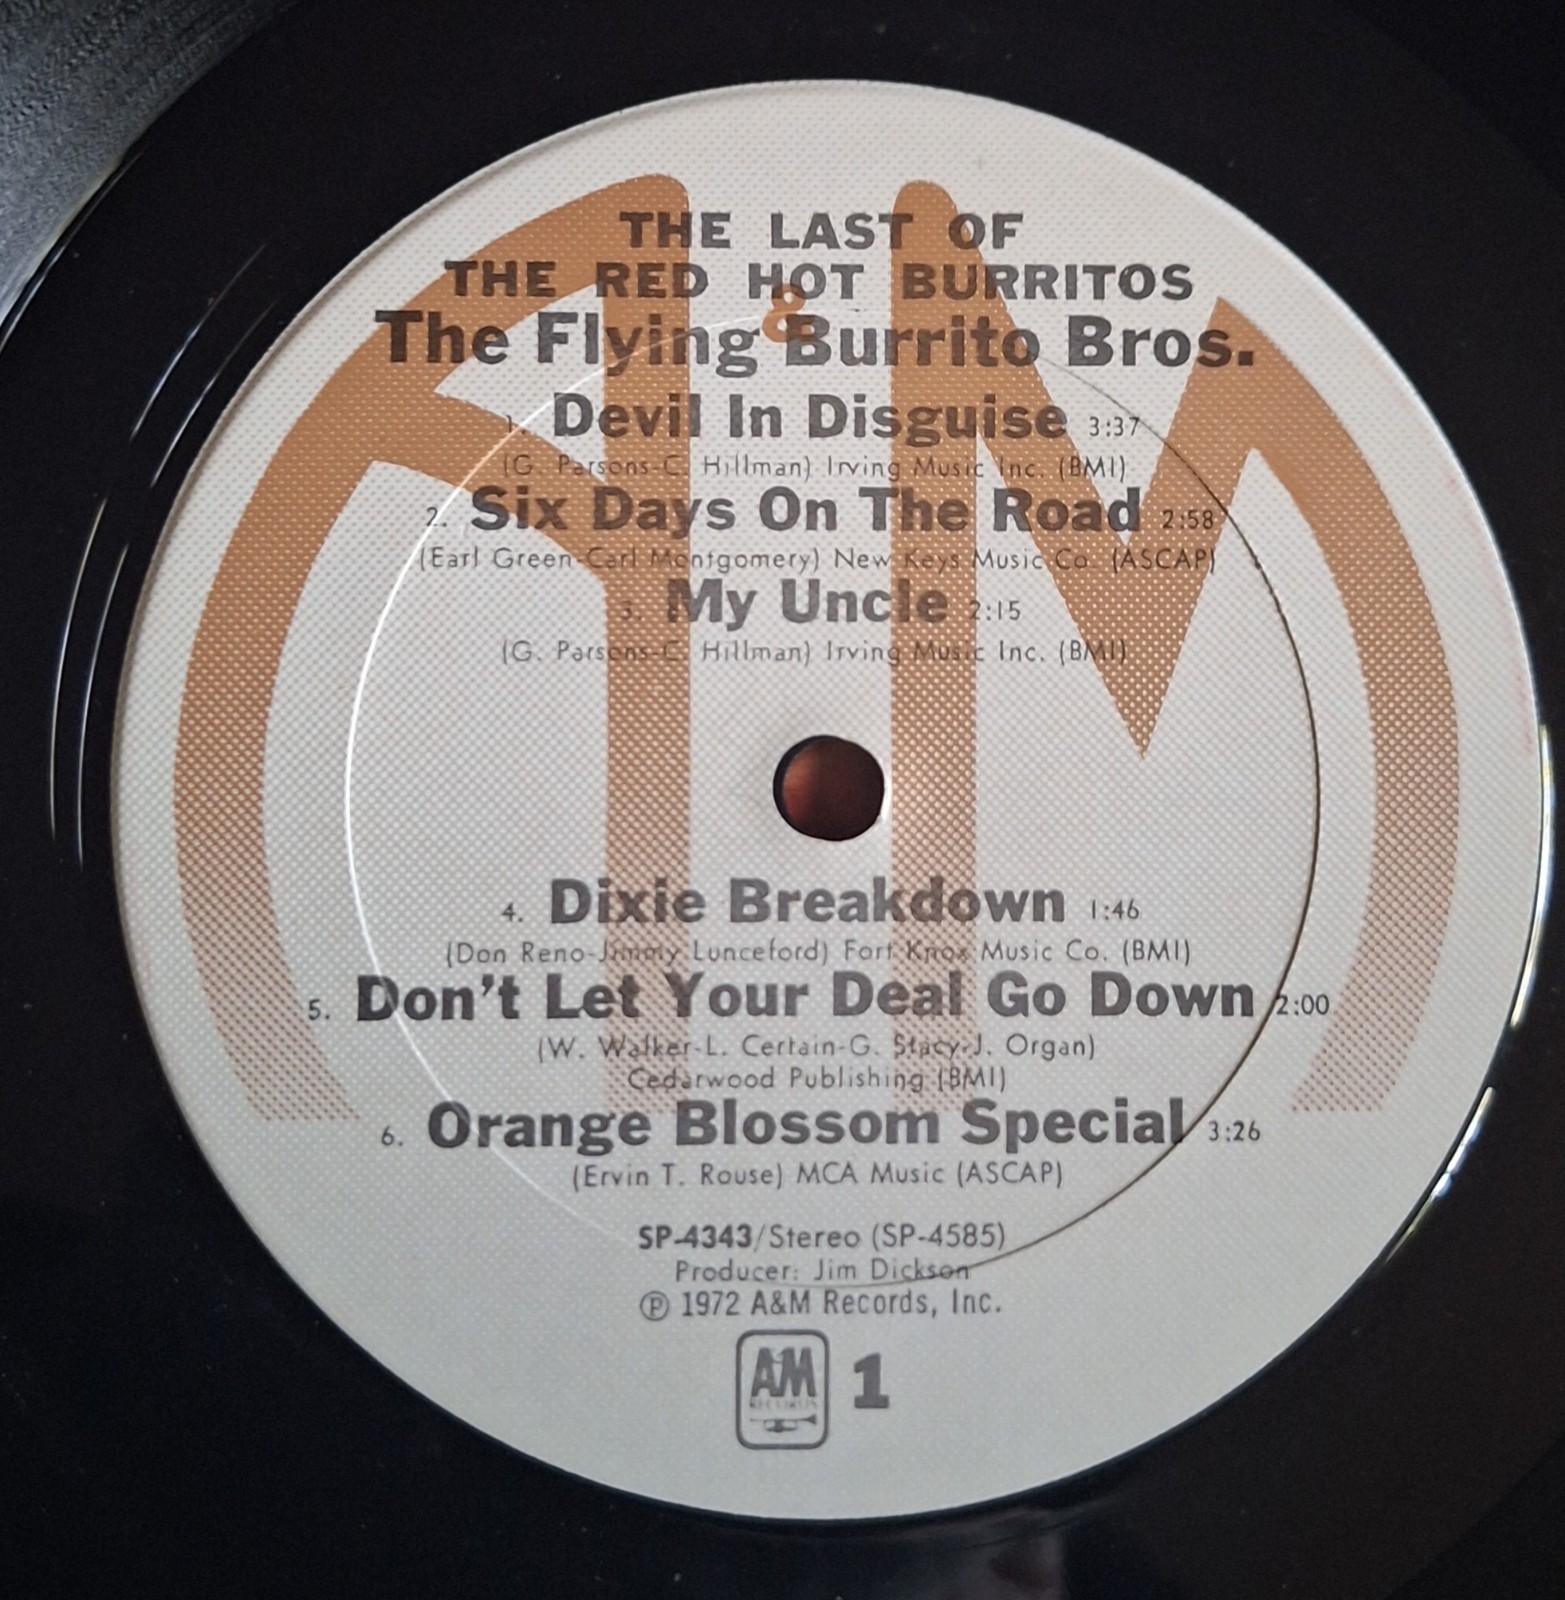 THE LAST OF
THE RED HOT BURRITOS
&
The Flying Burrito Bros.
1. Devil In Disguise 3:37
(G. Parsons-C. Hillman) Irving Music Inc. (BMI)
2. Six Days On The Road 2:58
(Earl Green-Carl Montgomery) New Keys Music Co. (ASCAP)
3. My Uncle 2:15
(G. Parsons-C. Hillman) Irving Music Inc. (BMI)
4. Dixie Breakdown 1:46
(Don Reno-Jimmy Lunceford) Fort Knox Music Co. (BMI)
5. Don't Let Your Deal Go Down 2:00
(W. Walker-L. Certain-G. Stacy-J. Organ)
Cedarwood Publishing (BMI)
6. Orange Blossom Special 3:26
(Ervin T. Rouse) MCA Music (ASCAP)
SP-4343/Stereo (SP-4585)
Producer: Jim Dickson
℗ 1972 A&M Records, Inc.
AM 1
RECORDS